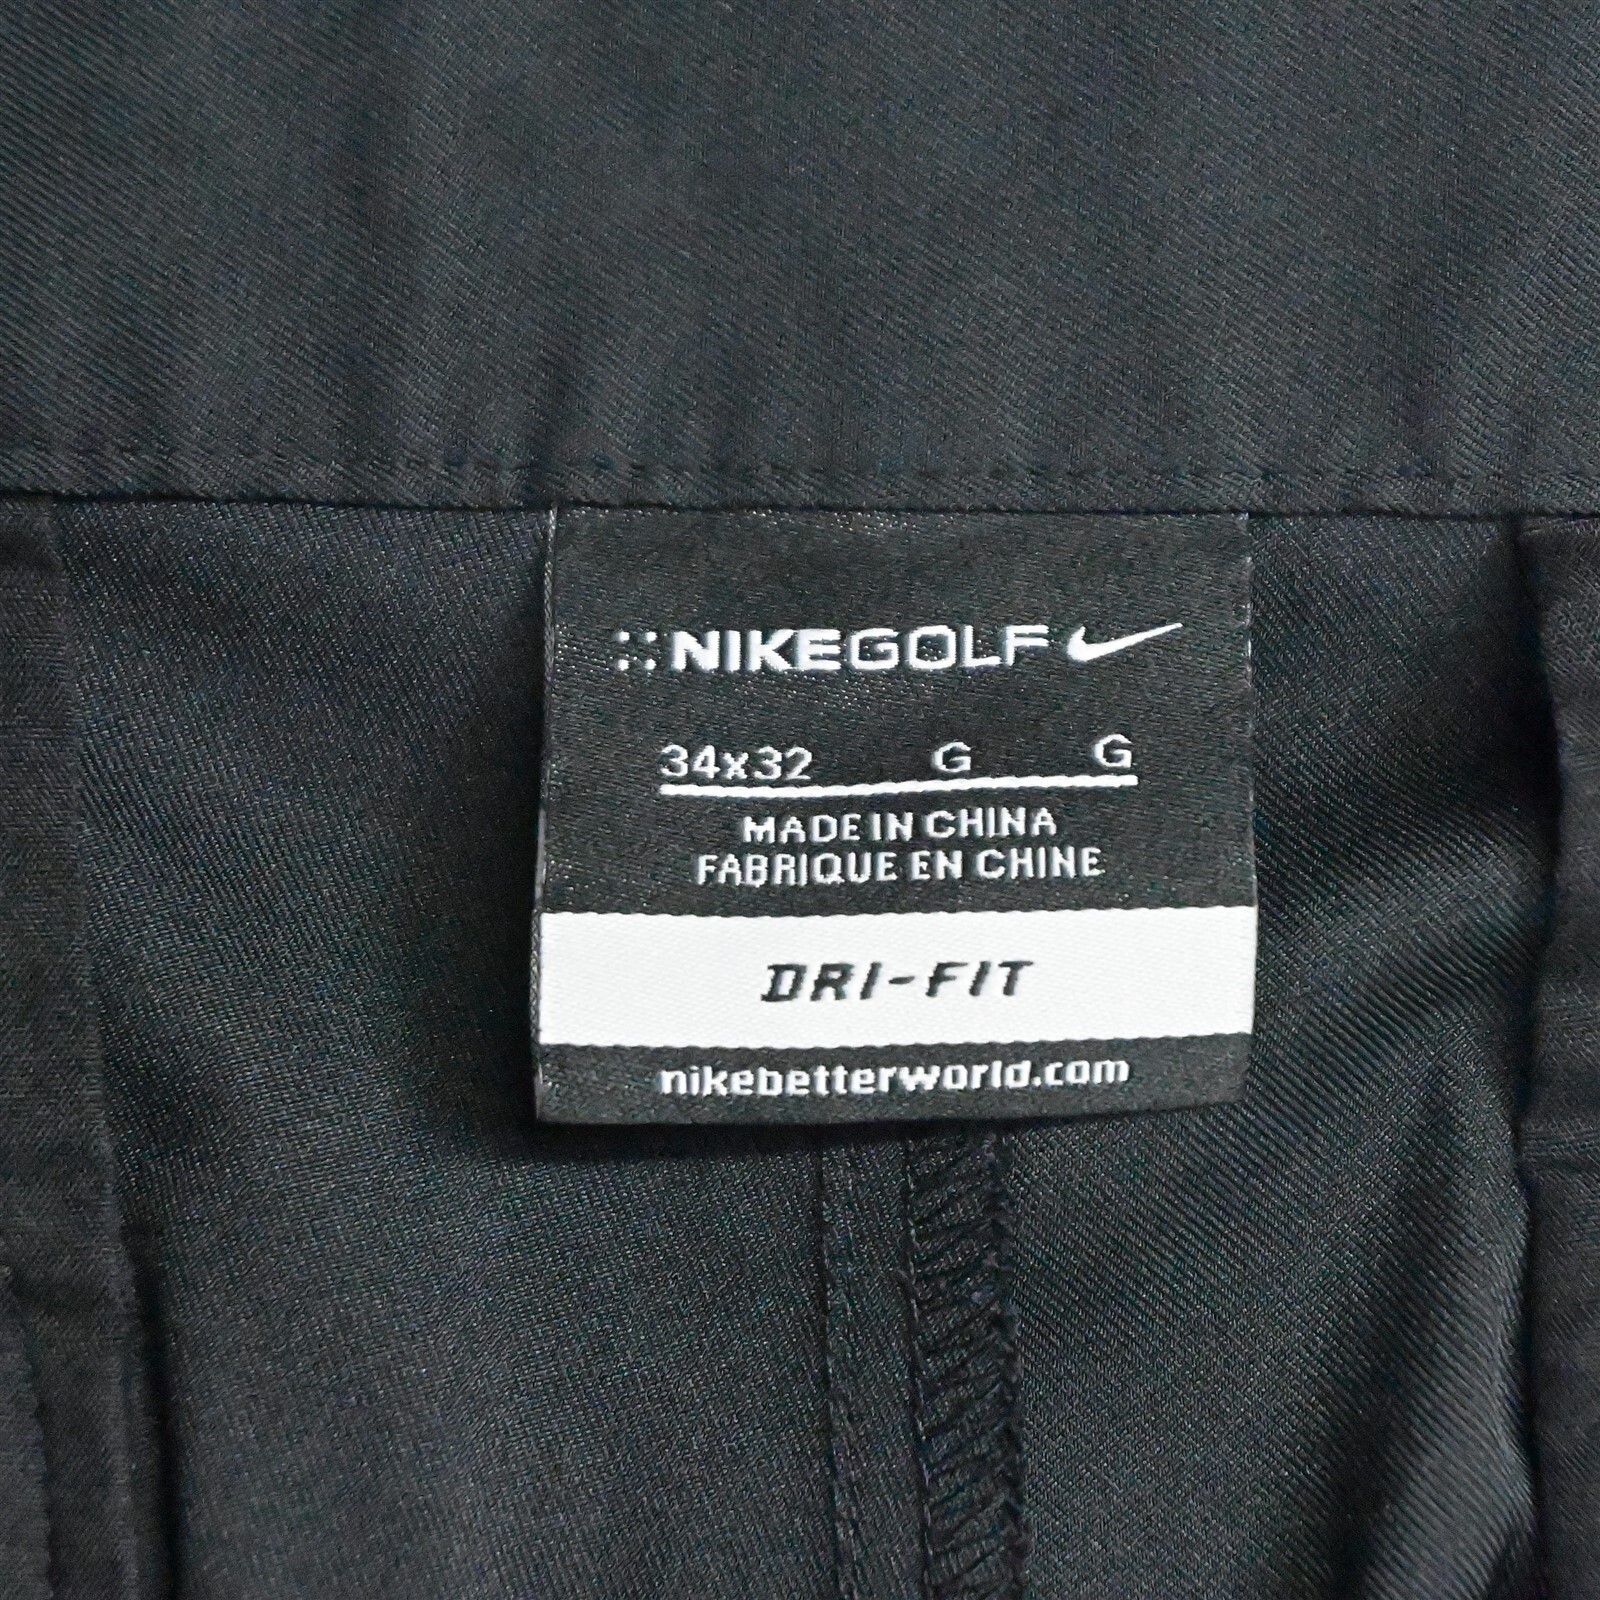 NIKEGOLF
34x32 G G
MADE IN CHINA
FABRIQUE EN CHINE
DRI-FIT
nikebetterworld.com